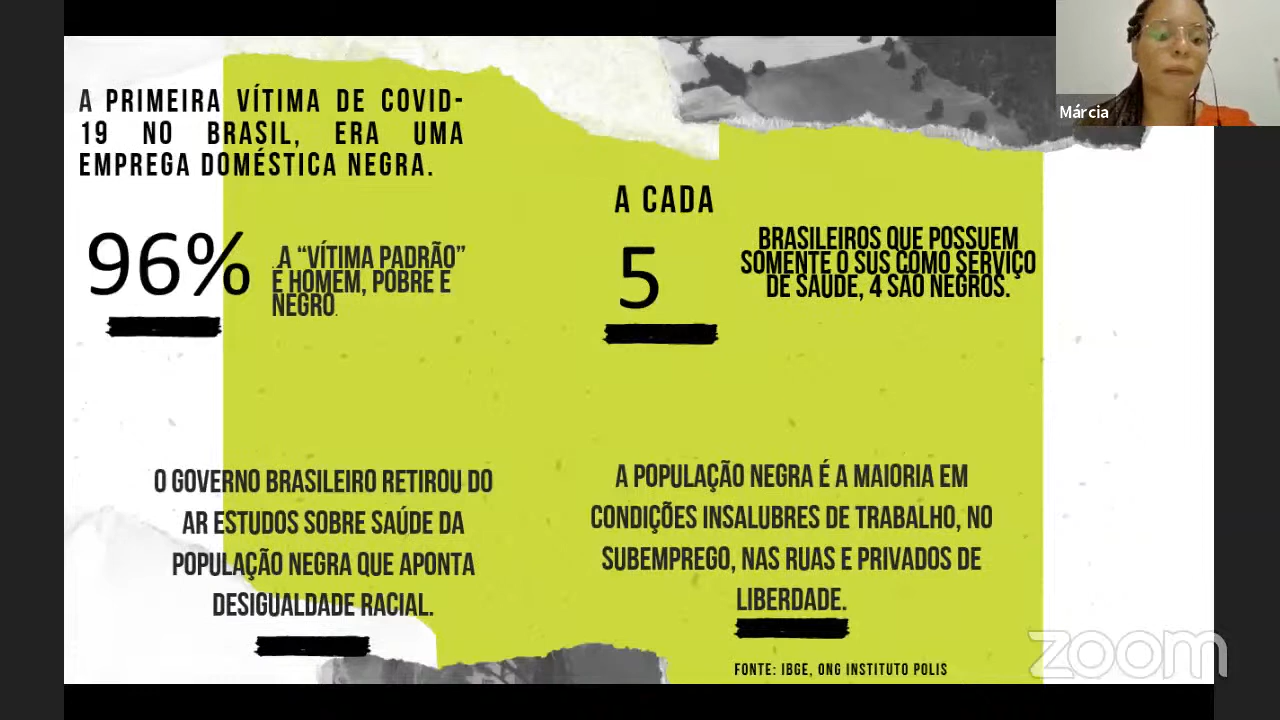 A PRIMEIRA VÍTIMA DE COVID-
19 NO BRASIL, ERA UMA
EMPREGA DOMÉSTICA NEGRA.
96%
A “VÍTIMA PADRÃO”
É HOMEM, POBRE E
NEGRO.
A CADA
5
BRASILEIROS QUE POSSUEM
SOMENTE O SUS COMO SERVIÇO
DE SAÚDE, 4 SÃO NEGROS.
O GOVERNO BRASILEIRO RETIROU DO
AR ESTUDOS SOBRE SAÚDE DA
POPULAÇÃO NEGRA QUE APONTA
DESIGUALDADE RACIAL.
A POPULAÇÃO NEGRA É A MAIORIA EM
CONDIÇÕES INSALUBRES DE TRABALHO, NO
SUBEMPREGO, NAS RUAS E PRIVADOS DE
LIBERDADE.
FONTE: IBGE, ONG INSTITUTO POLIS
Márcia
zoom